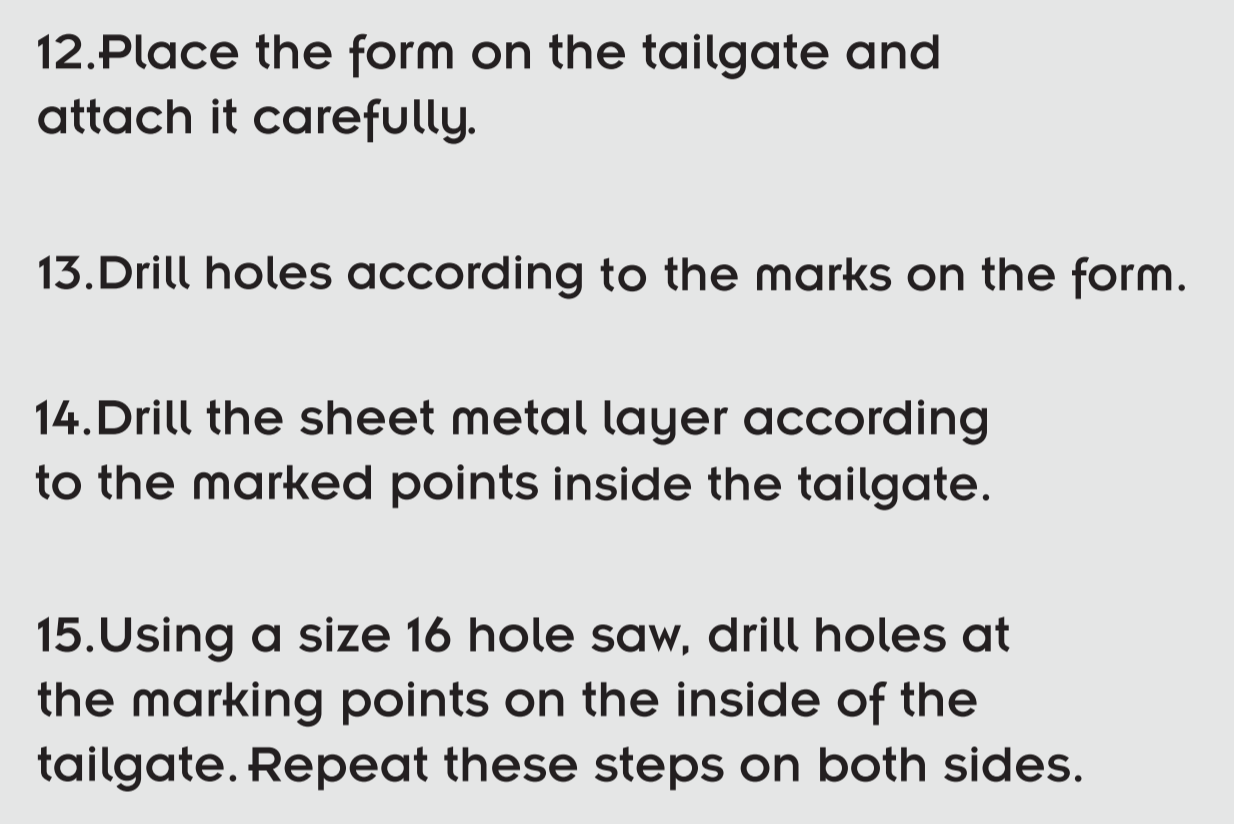 12.Place the form on the tailgate and
attach it carefully.
13.Drill holes according to the marks on the form.
14.Drill the sheet metal layer according
to the marked points inside the tailgate.
15.Using a size 16 hole saw, drill holes at
the marking points on the inside of the
tailgate. Repeat these steps on both sides.